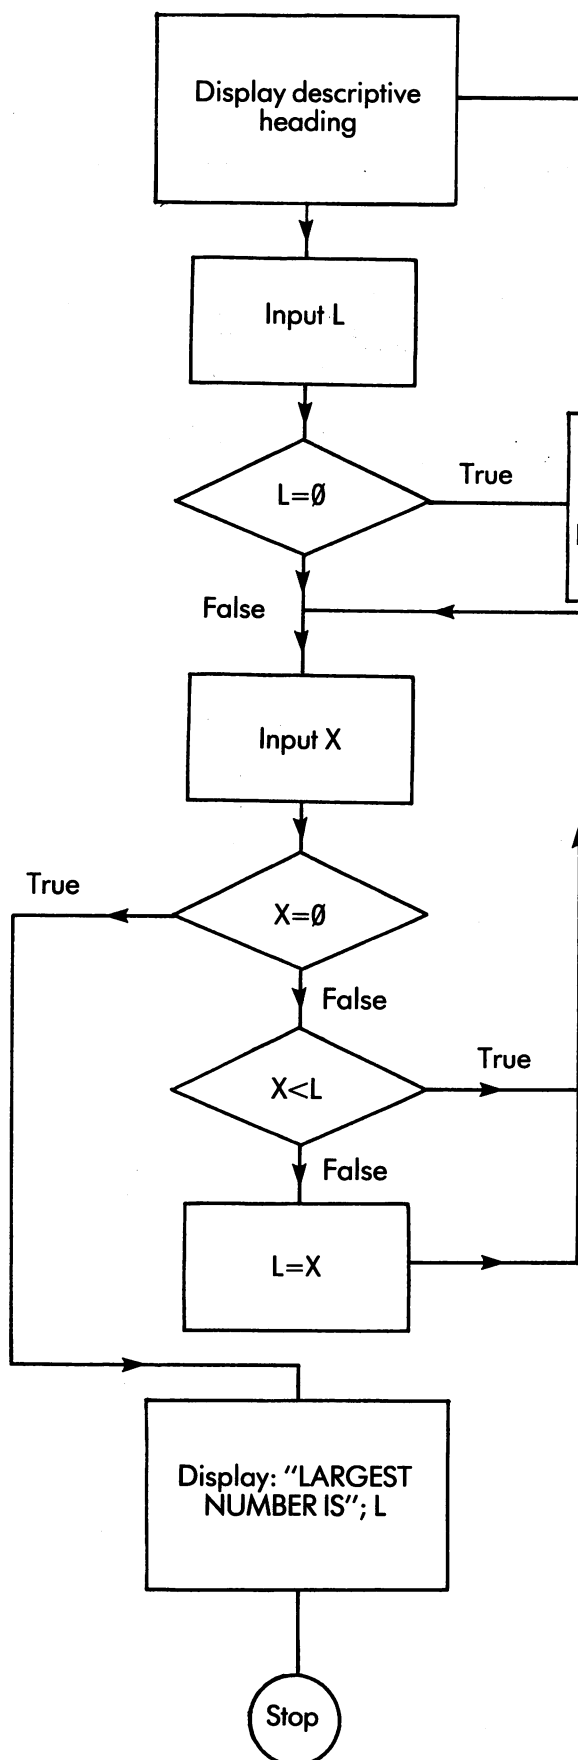 Display descriptive
heading
Input L
L=Ø
True
False
Input X
True
X=Ø
False
X<L
True
False
L=X
Display: “LARGEST
NUMBER IS”; L
Stop